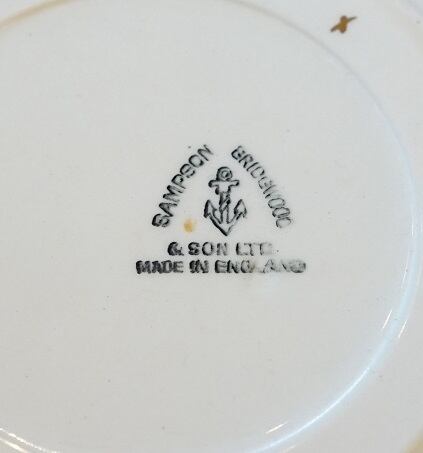 SAMPSON BRIDGWOOD
& SON LTD.
MADE IN ENGLAND